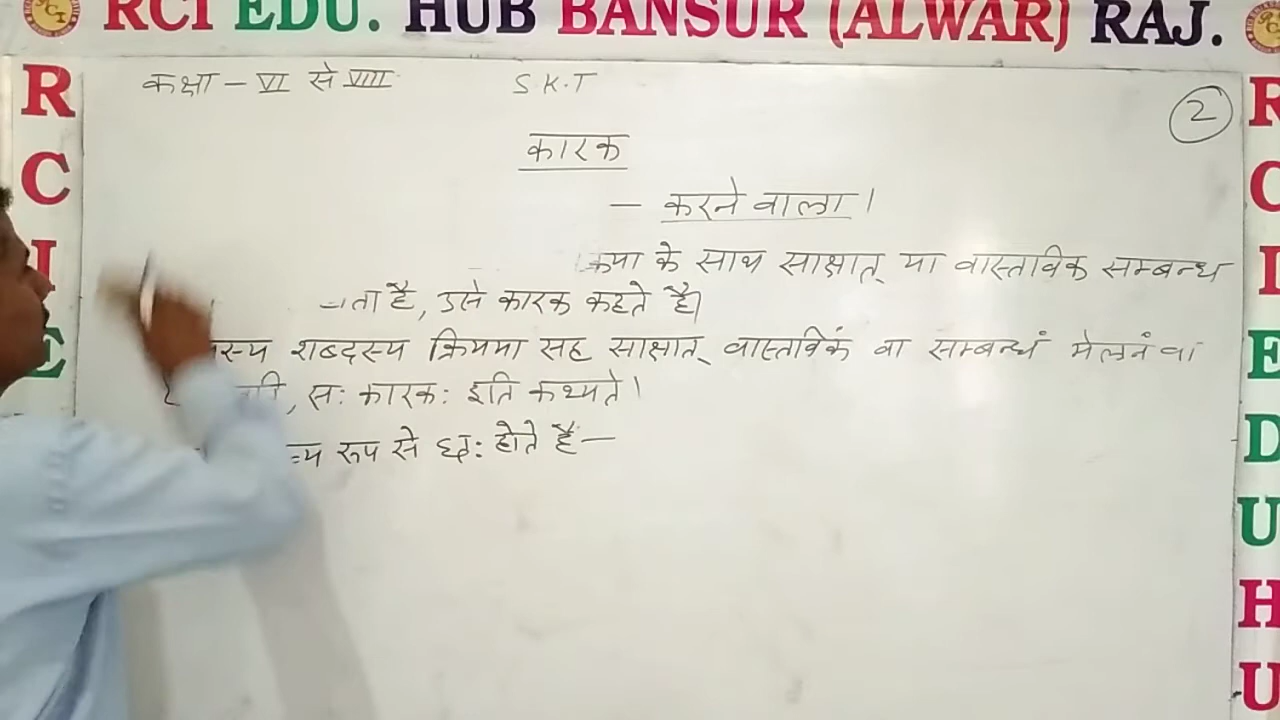 RCI EDU. HUB BANSUR (ALWAR) RAJ.
कक्षा – VI से VIII S.K.T
2
कारक
– करने वाला।
के साथ साक्षात् या वास्तविक सम्बन्ध
है, उसे कारक कहते है।
शब्दस्य क्रियया सह साक्षात् वास्तविकं वा सम्बन्धं मेलनं वा
, सः कारकः इति कथ्यते।
रूप से छः होते है –
R
C
I
E
R
C
I
E
D
U
H
U